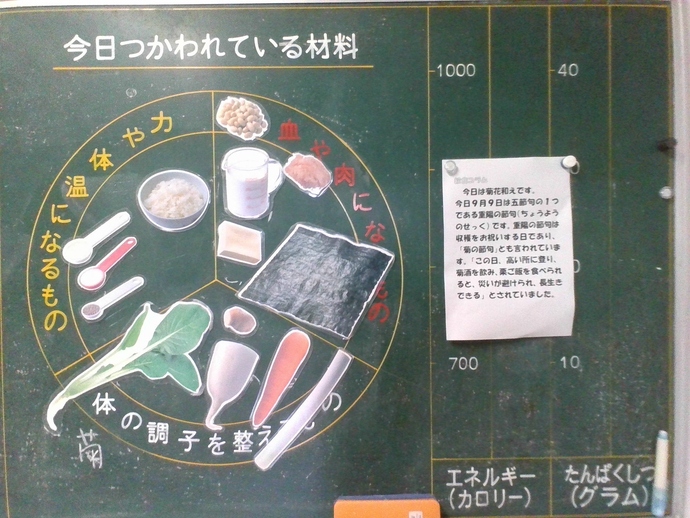 今日つかわれている材料
力や体温になるもの
血や肉になるもの
体の調子を整えもの
菊
1000
40
700
10
エネルギー
(カロリー)
たんぱくしつ
(グラム)
今日は菊花和えです。
今日9月9日は五節句の1つ
である重陽の節句(ちょうよう
のせっく)です。重陽の節句は
収穫をお祝いする日であり、
「菊の節句」とも言われていま
す。「この日、高い所に登り、
菊酒を飲み、栗ご飯を食べられ
ると、災いが避けられ、長生き
できる」とされていました。